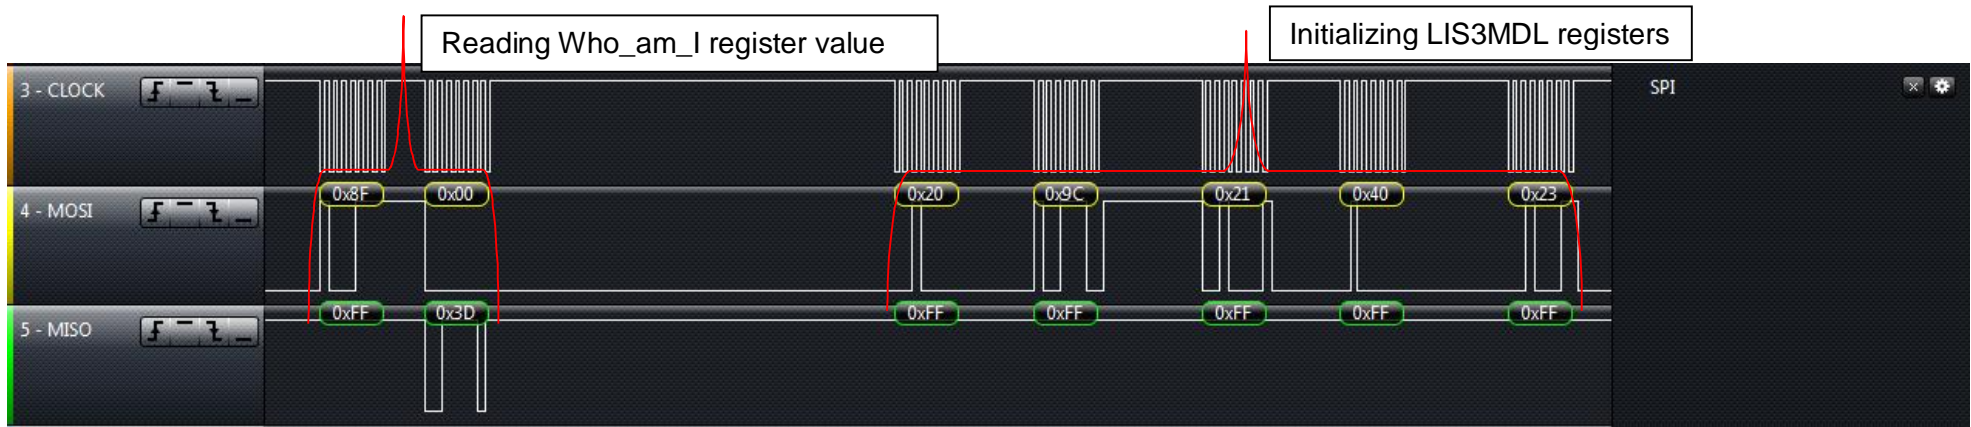 Reading Who_am_I register value
Initializing LIS3MDL registers
3 - CLOCK
SPI
0x8F 0x00 0x20 0x9C 0x21 0x40 0x23
4 - MOSI
0xFF 0x3D 0xFF 0xFF 0xFF 0xFF 0xFF
5 - MISO